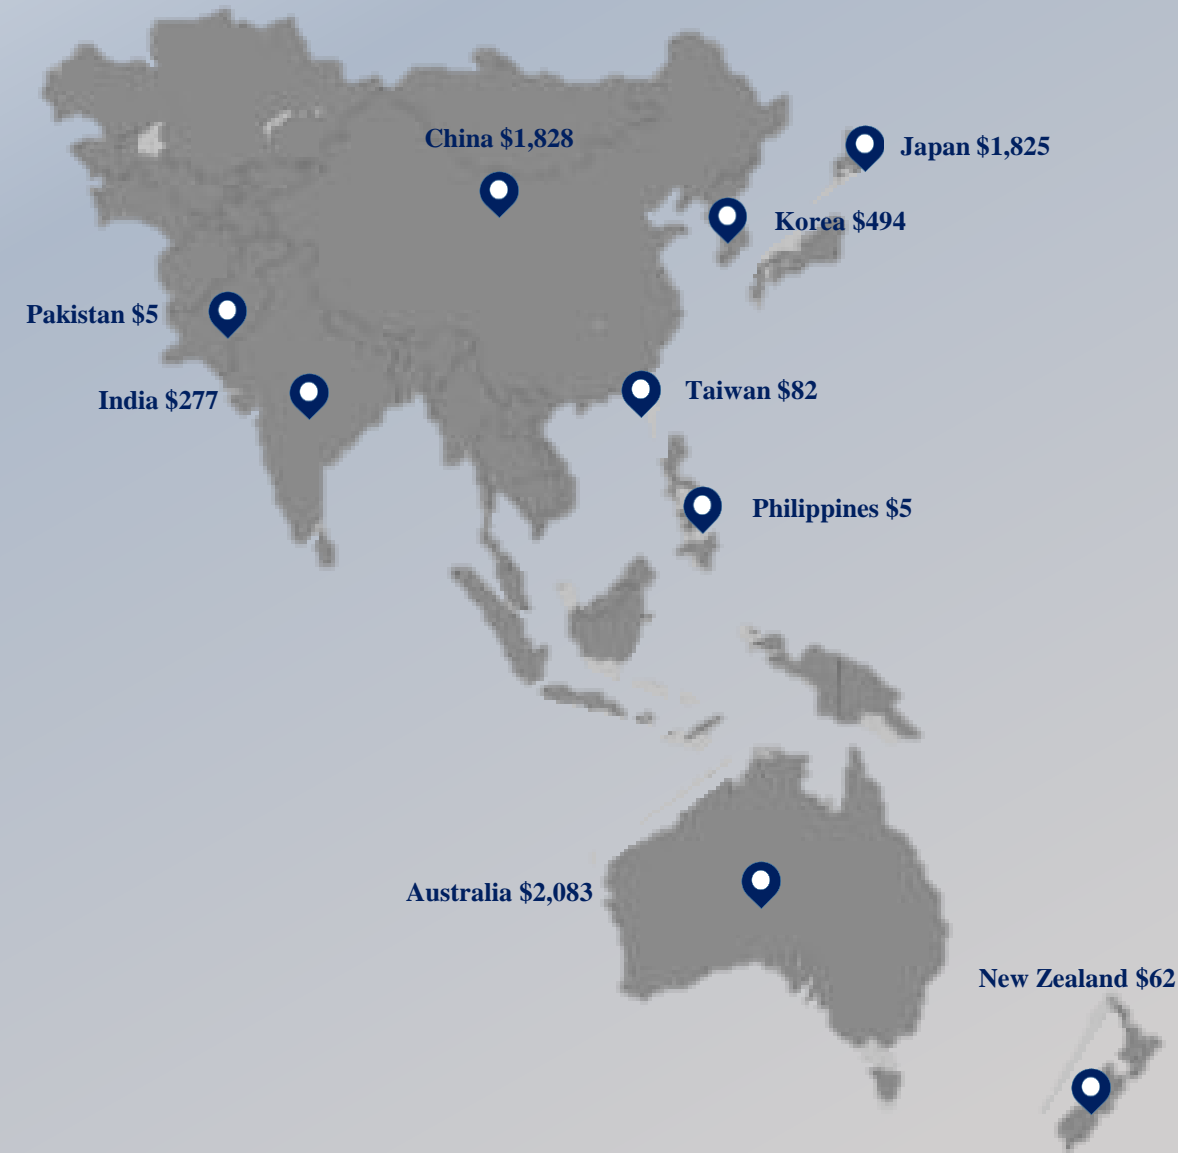 China $1,828
Japan $1,825
Korea $494
Pakistan $5
India $277
Taiwan $82
Philippines $5
Australia $2,083
New Zealand $62